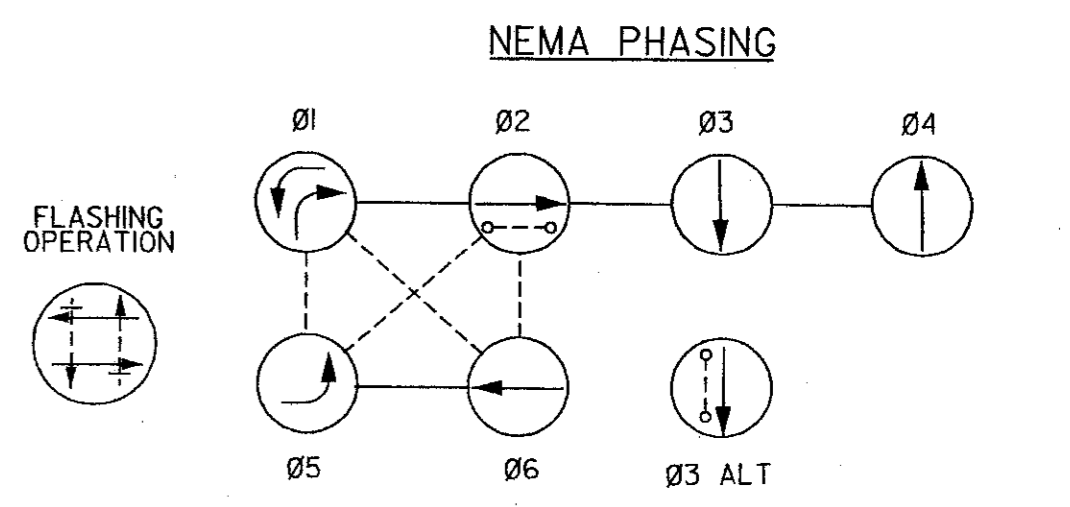 NEMA PHASING
Ø1 Ø2 Ø3 Ø4
FLASHING
OPERATION
Ø5 Ø6 Ø3 ALT